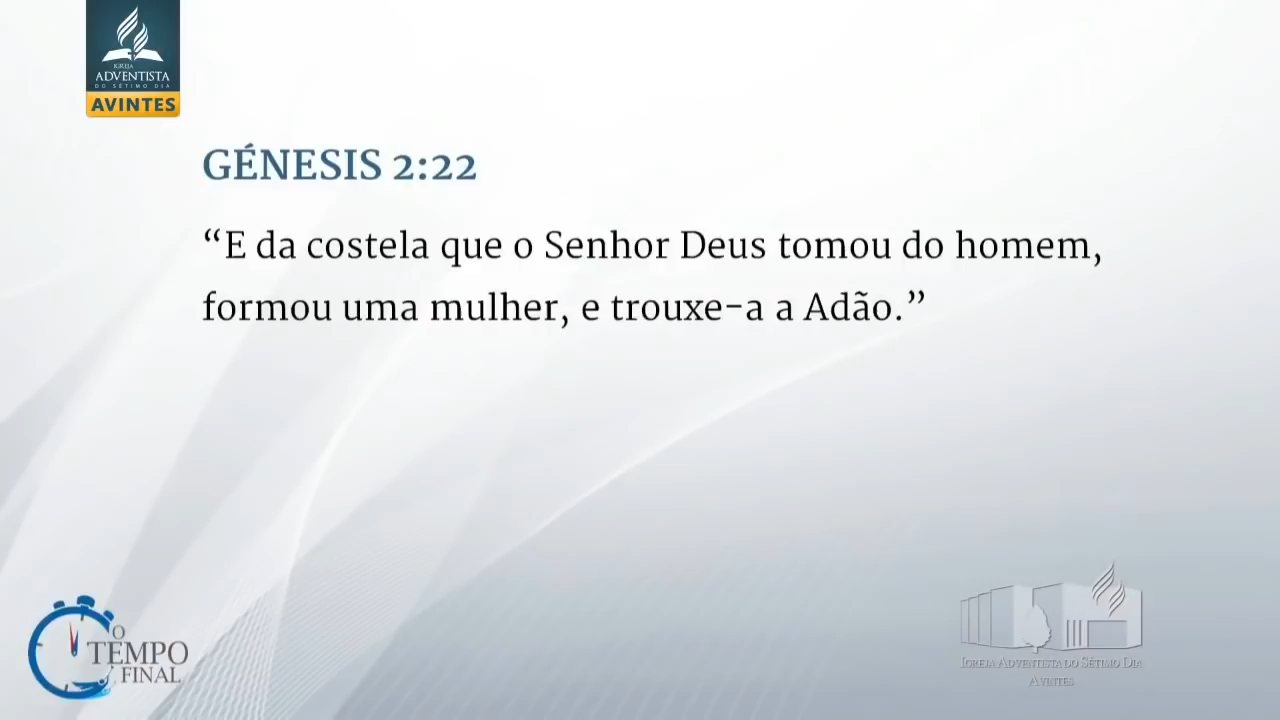 IGREJA
ADVENTISTA
DO SÉTIMO DIA
AVINTES
GÉNESIS 2:22
“E da costela que o Senhor Deus tomou do homem,
formou uma mulher, e trouxe-a a Adão.”
O
TEMPO
FINAL
IGREJA ADVENTISTA DO SÉTIMO DIA
AVINTES